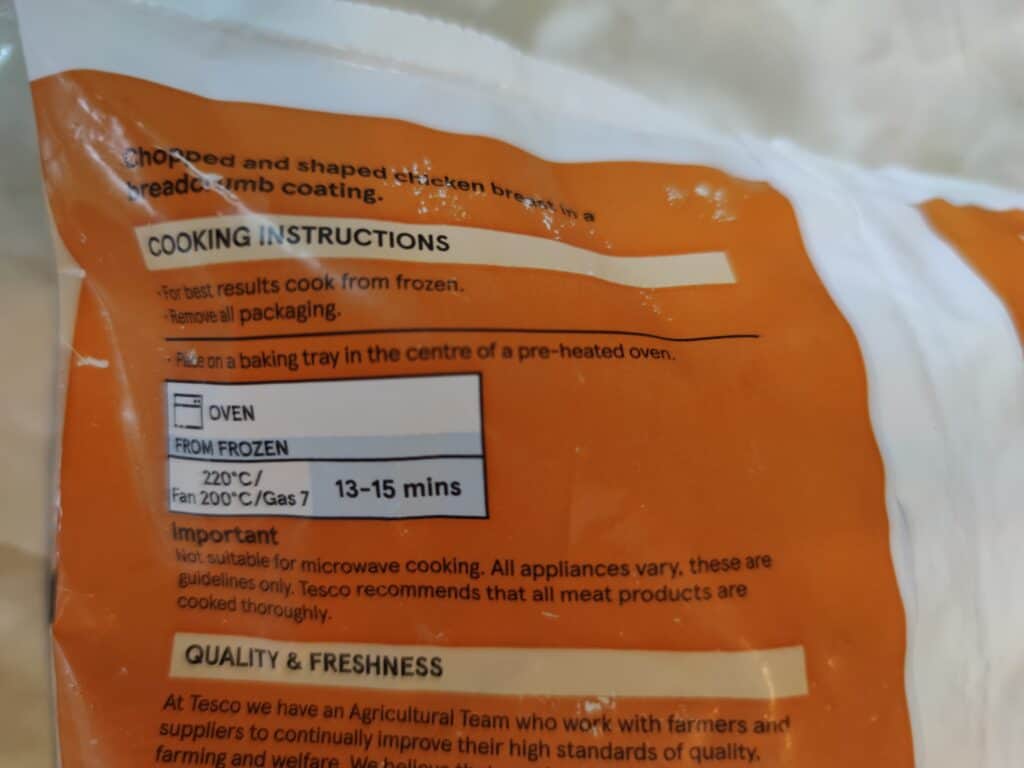 Chopped and shaped chicken breast in a
breadcrumb coating.
COOKING INSTRUCTIONS
· For best results cook from frozen.
· Remove all packaging.
· Place on a baking tray in the centre of a pre-heated oven.
OVEN
FROM FROZEN
220°C/
Fan 200°C/Gas 7 13-15 mins
Important
Not suitable for microwave cooking. All appliances vary, these are
guidelines only. Tesco recommends that all meat products are
cooked thoroughly.
QUALITY & FRESHNESS
At Tesco we have an Agricultural Team who work with farmers and
suppliers to continually improve their high standards of quality,
farming and welfare. We believe